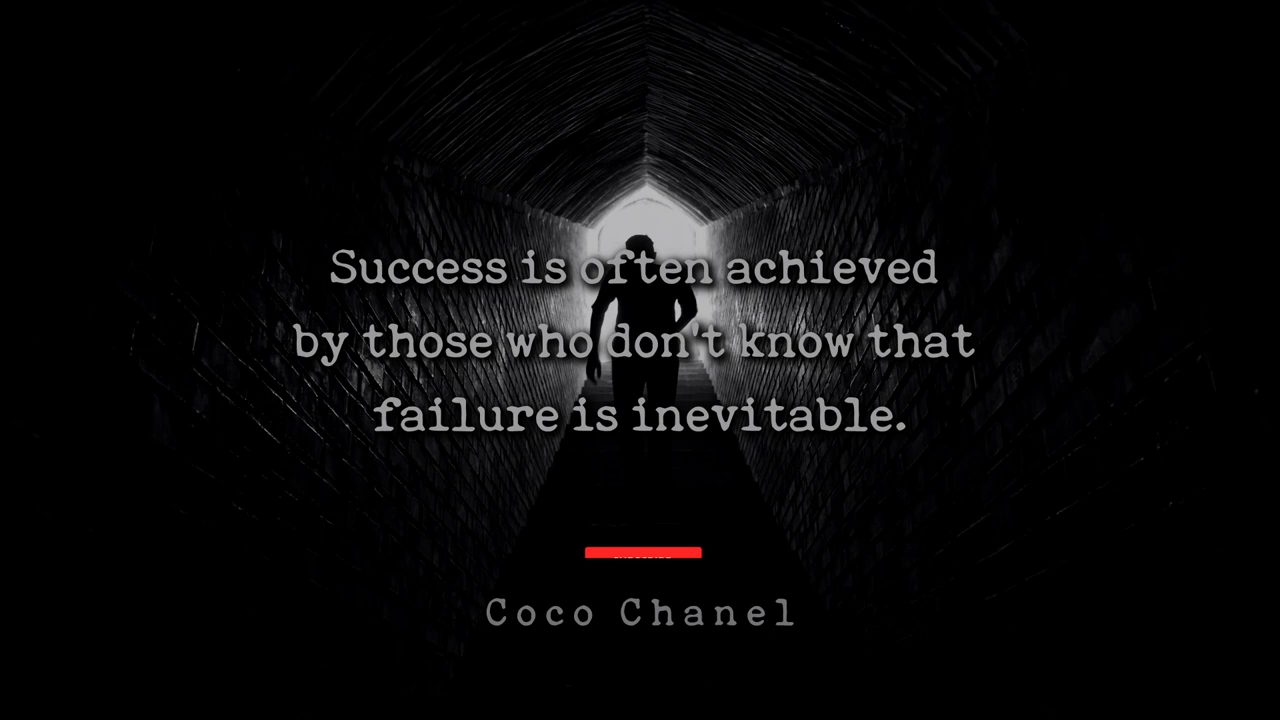 Success is often achieved
by those who don't know that
failure is inevitable.
Coco Chanel